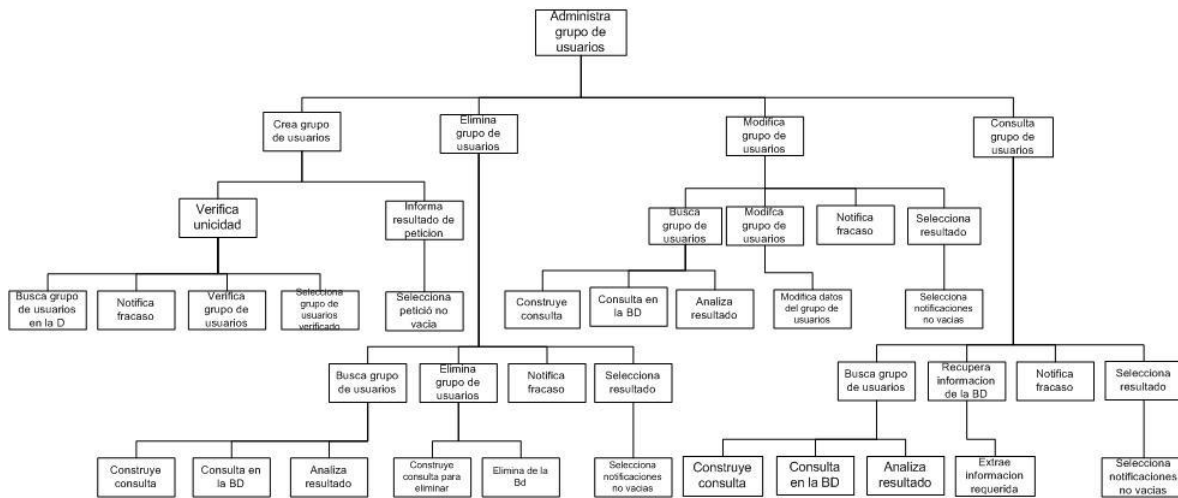 Administra
grupo de
usuarios
Crea grupo
de usuarios
Elimina
grupo de
usuarios
Modifica
grupo de
usuarios
Consulta
grupo de
usuarios
Verifica
unicidad
Informa
resultado de
peticion
Busca
grupo de
usuarios
Modifca
grupo de
usuarios
Notifica
fracaso
Selecciona
resultado
Busca grupo
de usuarios
en la D
Notifica
fracaso
Verifica
grupo de
usuarios
Selecciona
grupo de
usuarios
verificado
Selecciona
petició no
vacia
Construye
consulta
Consulta en
la BD
Analiza
resultado
Modifica datos
del grupo de
usuarios
Selecciona
notificaciones
no vacias
Busca grupo
de usuarios
Elimina
grupo de
usuarios
Notifica
fracaso
Selecciona
resultado
Busca grupo
de usuarios
Recupera
informacion
de la BD
Notifica
fracaso
Selecciona
resultado
Construye
consulta
Consulta en
la BD
Analiza
resultado
Construye
consulta para
eliminar
Elimina de la
Bd
Selecciona
notificaciones
no vacias
Construye
consulta
Consulta
en la BD
Analiza
resultado
Extrae
informacion
requerida
Selecciona
notificaciones
no vacias